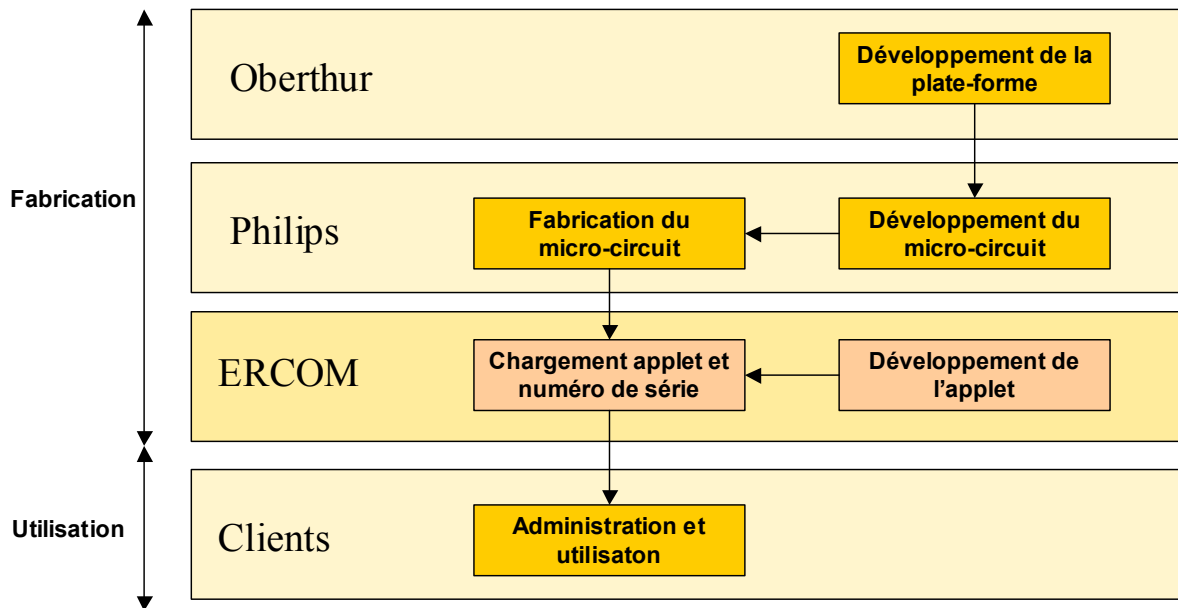 Fabrication
Utilisation
Oberthur
Développement de la
plate-forme
Philips
Fabrication du
micro-circuit
Développement du
micro-circuit
ERCOM
Chargement applet et
numéro de série
Développement de
l’applet
Clients
Administration et
utilisaton